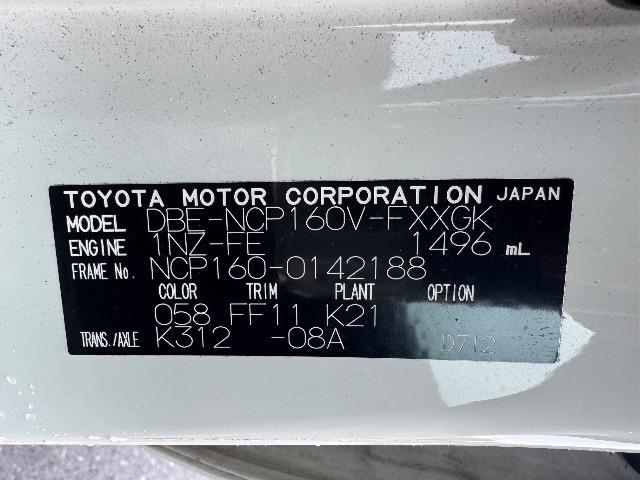 TOYOTA MOTOR CORPORATION JAPAN
MODEL DBE-NCP160V-FXXGK
ENGINE 1NZ-FE 1496 mL
FRAME No. NCP160-0142188
COLOR TRIM PLANT OPTION
058 FF11 K21
TRANS./AXLE K312 -08A D712